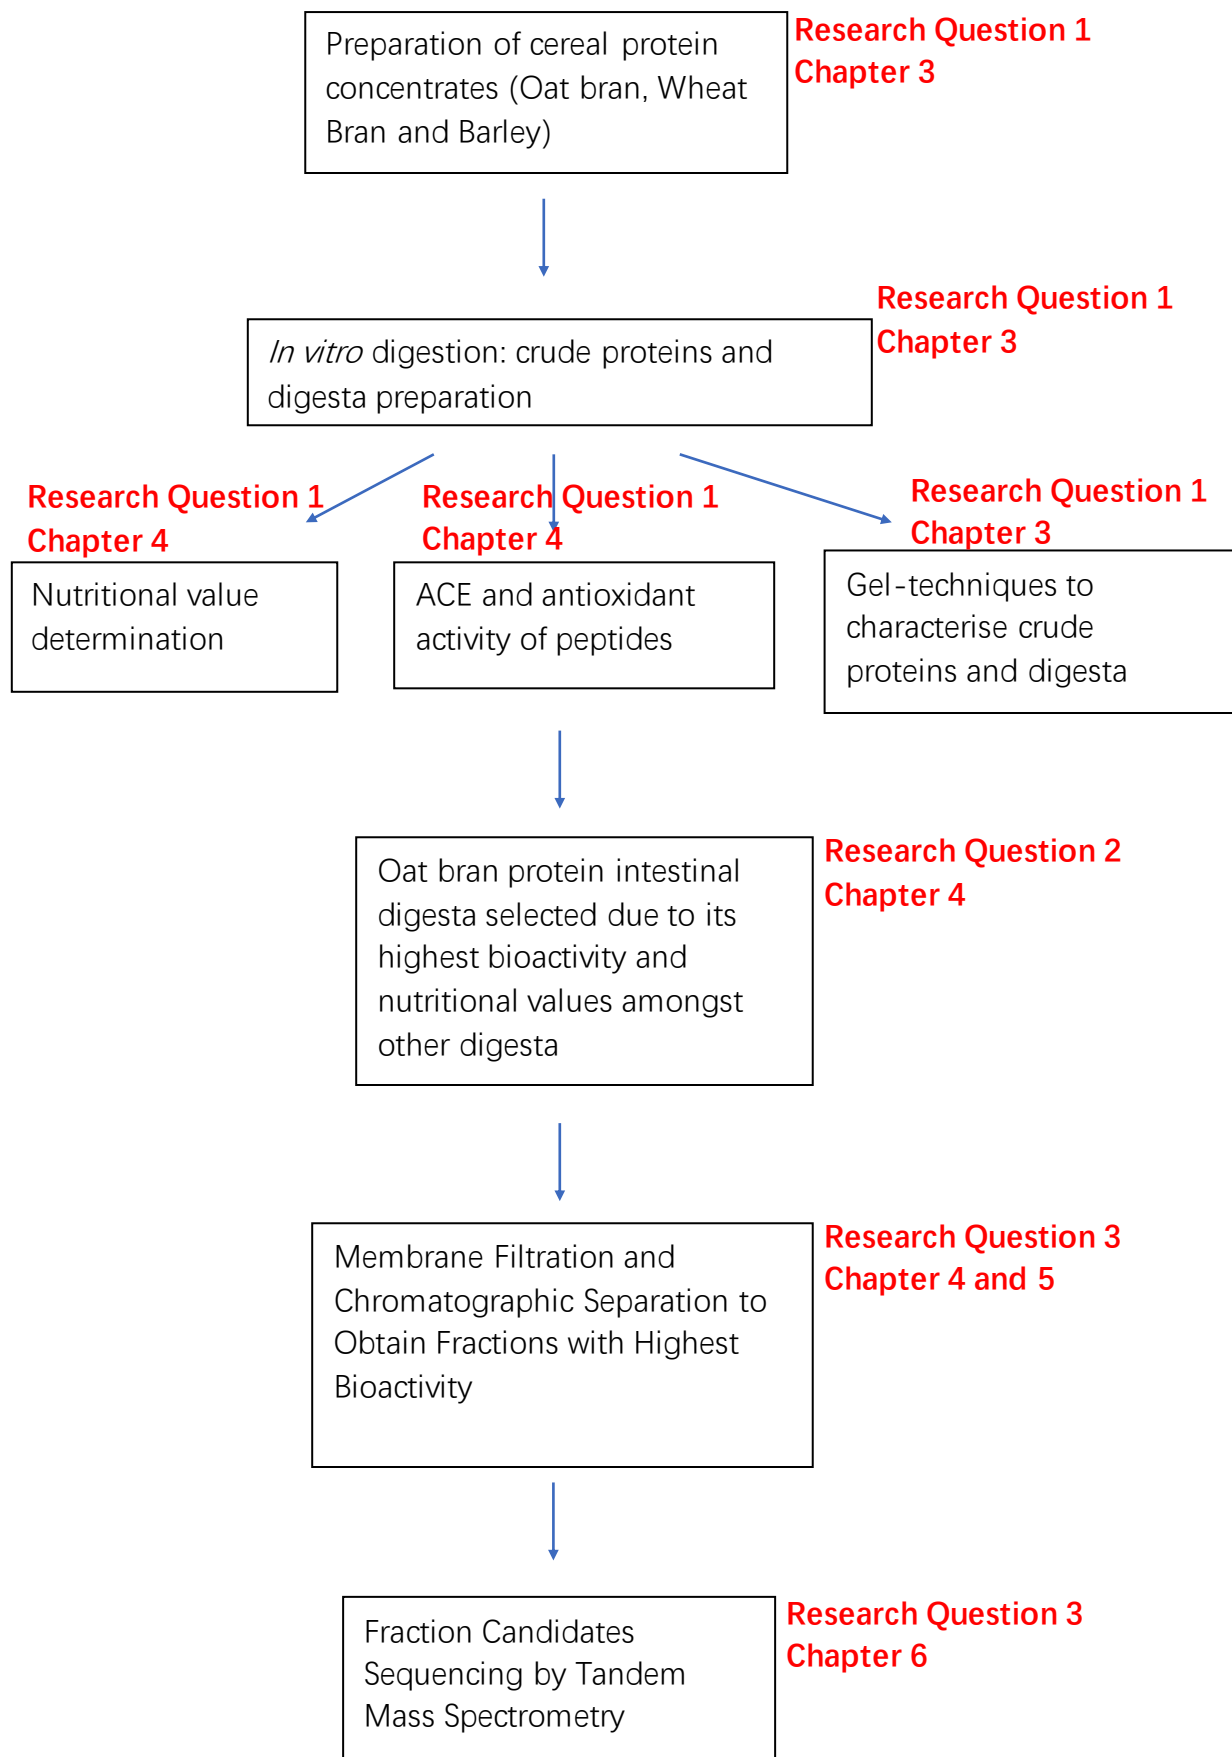 Preparation of cereal protein
concentrates (Oat bran, Wheat
Bran and Barley)
Research Question 1
Chapter 3
Research Question 1
Chapter 3
In vitro digestion: crude proteins and
digesta preparation
Research Question 1
Chapter 4
Nutritional value
determination
Research Question 1
Chapter 4
ACE and antioxidant
activity of peptides
Research Question 1
Chapter 3
Gel-techniques to
characterise crude
proteins and digesta
Oat bran protein intestinal
digesta selected due to its
highest bioactivity and
nutritional values amongst
other digesta
Research Question 2
Chapter 4
Membrane Filtration and
Chromatographic Separation to
Obtain Fractions with Highest
Bioactivity
Research Question 3
Chapter 4 and 5
Fraction Candidates
Sequencing by Tandem
Mass Spectrometry
Research Question 3
Chapter 6